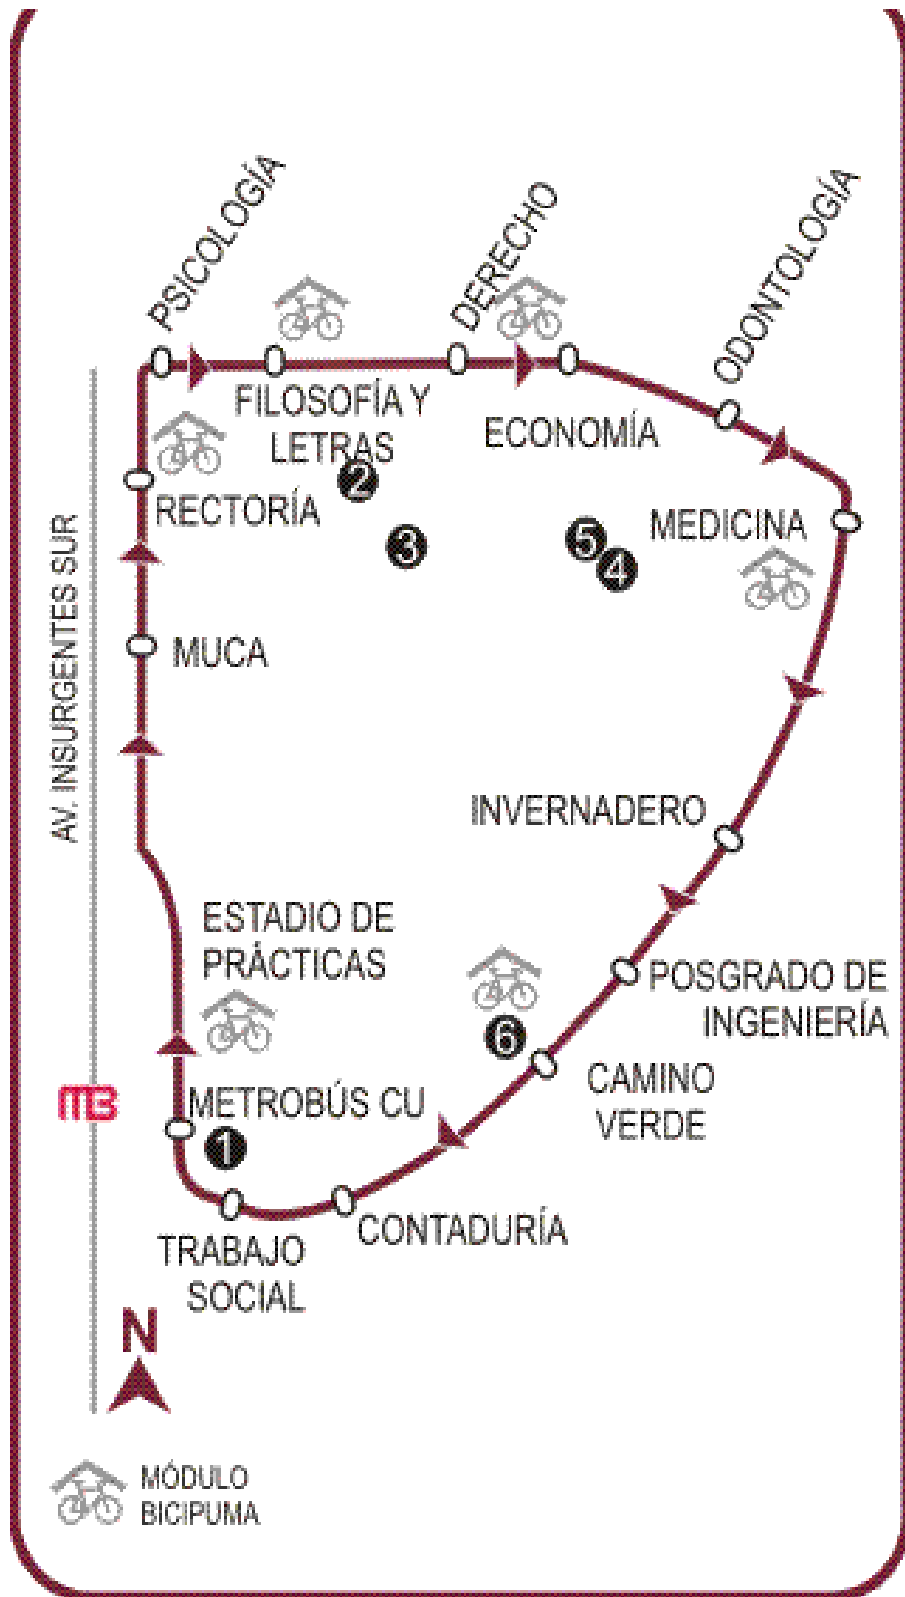 PSICOLOGÍA
DERECHO
ODONTOLOGÍA
FILOSOFÍA Y
LETRAS
ECONOMÍA
2
RECTORÍA
3
5
4
MEDICINA
AV. INSURGENTES SUR
MUCA
INVERNADERO
ESTADIO DE
PRÁCTICAS
POSGRADO DE
INGENIERÍA
6
CAMINO
VERDE
MB
METROBÚS CU
1
CONTADURÍA
TRABAJO
SOCIAL
N
MÓDULO
BICIPUMA